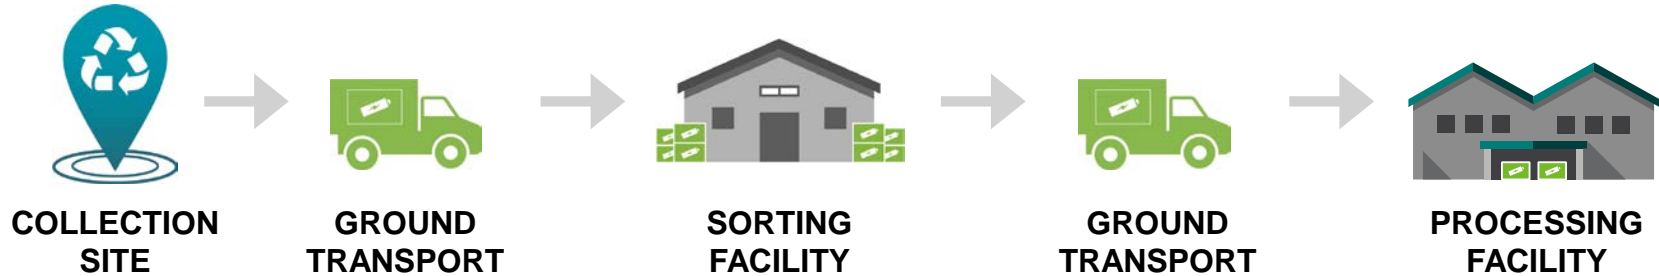 COLLECTION
SITE
GROUND
TRANSPORT
SORTING
FACILITY
GROUND
TRANSPORT
PROCESSING
FACILITY